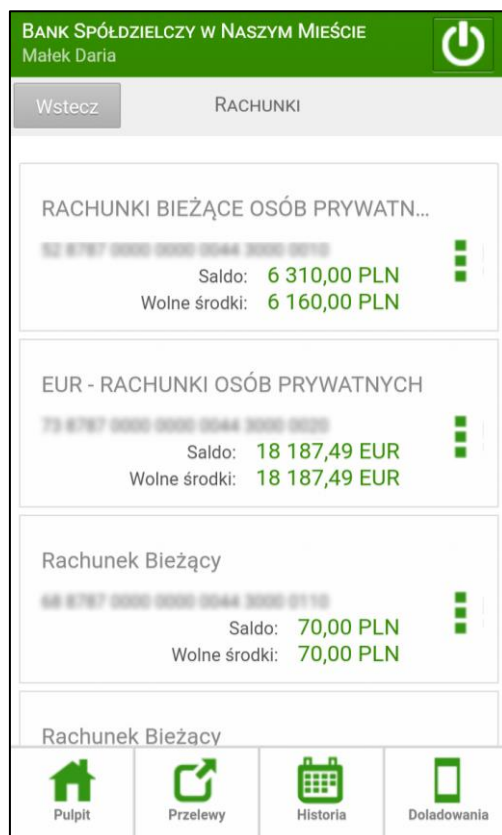 BANK SPÓŁDZIELCZY W NASZYM MIEŚCIE
Małek Daria
Wstecz RACHUNKI
RACHUNKI BIEŻĄCE OSÓB PRYWATN...
Saldo: 6 310,00 PLN
Wolne środki: 6 160,00 PLN
EUR - RACHUNKI OSÓB PRYWATNYCH
Saldo: 18 187,49 EUR
Wolne środki: 18 187,49 EUR
Rachunek Bieżący
Saldo: 70,00 PLN
Wolne środki: 70,00 PLN
Rachunek Bieżący
Pulpit Przelewy Historia Doladowania